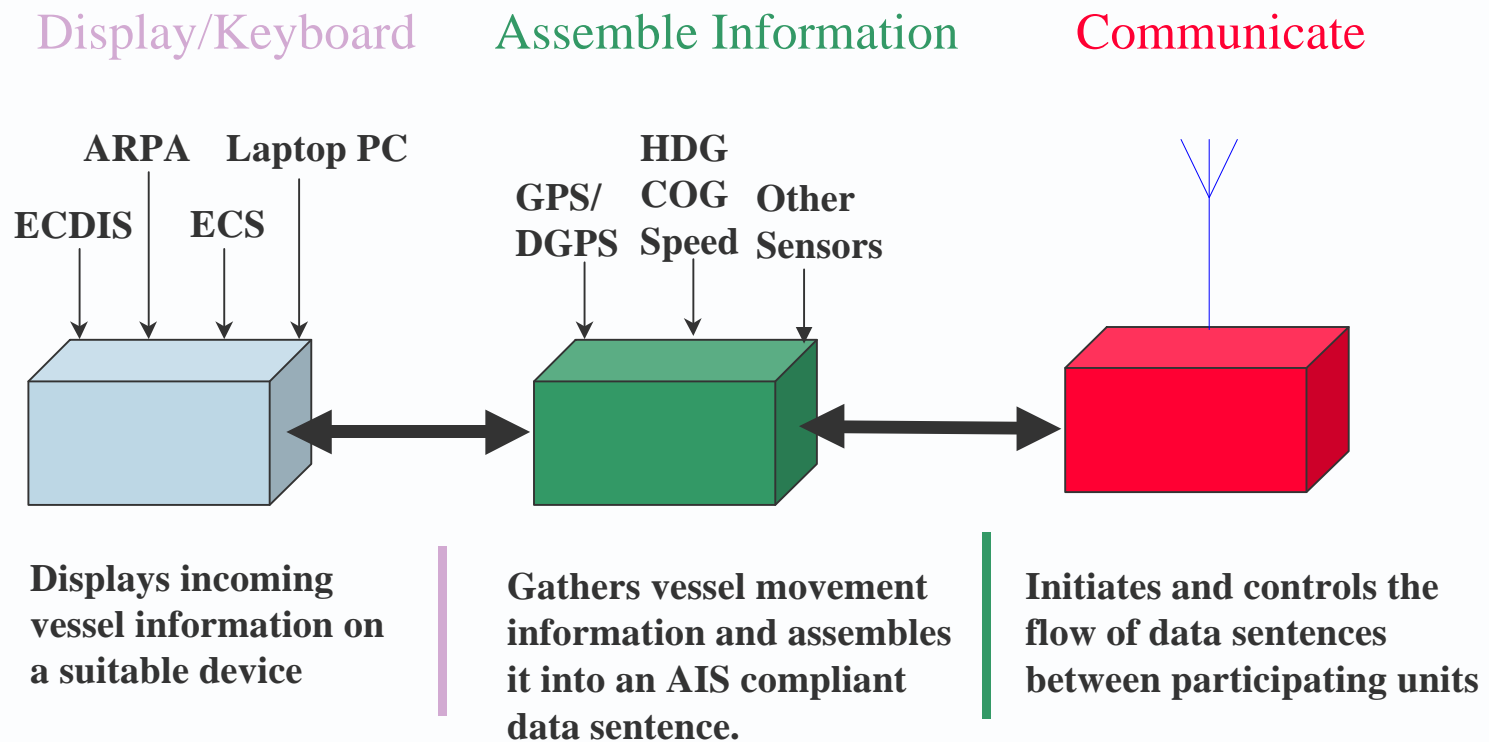 Display/Keyboard
Assemble Information
Communicate
ARPA
Laptop PC
ECDIS
ECS
HDG
GPS/
COG
Other
DGPS
Speed
Sensors
Displays incoming
vessel information on
a suitable device
Gathers vessel movement
information and assembles
it into an AIS compliant
data sentence.
Initiates and controls the
flow of data sentences
between participating units